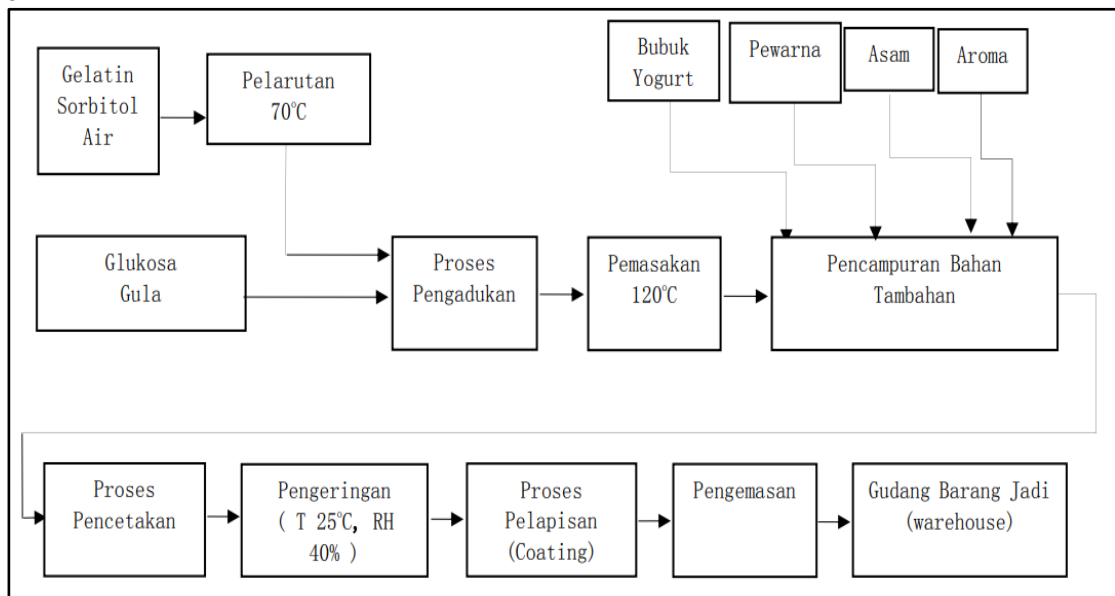 Gelatin
Sorbitol
Air
Pelarutan
70℃
Bubuk
Yogurt
Pewarna
Asam
Aroma
Glukosa
Gula
Proses
Pengadukan
Pemasakan
120℃
Pencampuran Bahan
Tambahan
Proses
Pencetakan
Pengeringan
( T 25℃, RH
40% )
Proses
Pelapisan
(Coating)
Pengemasan
Gudang Barang Jadi
(warehouse)